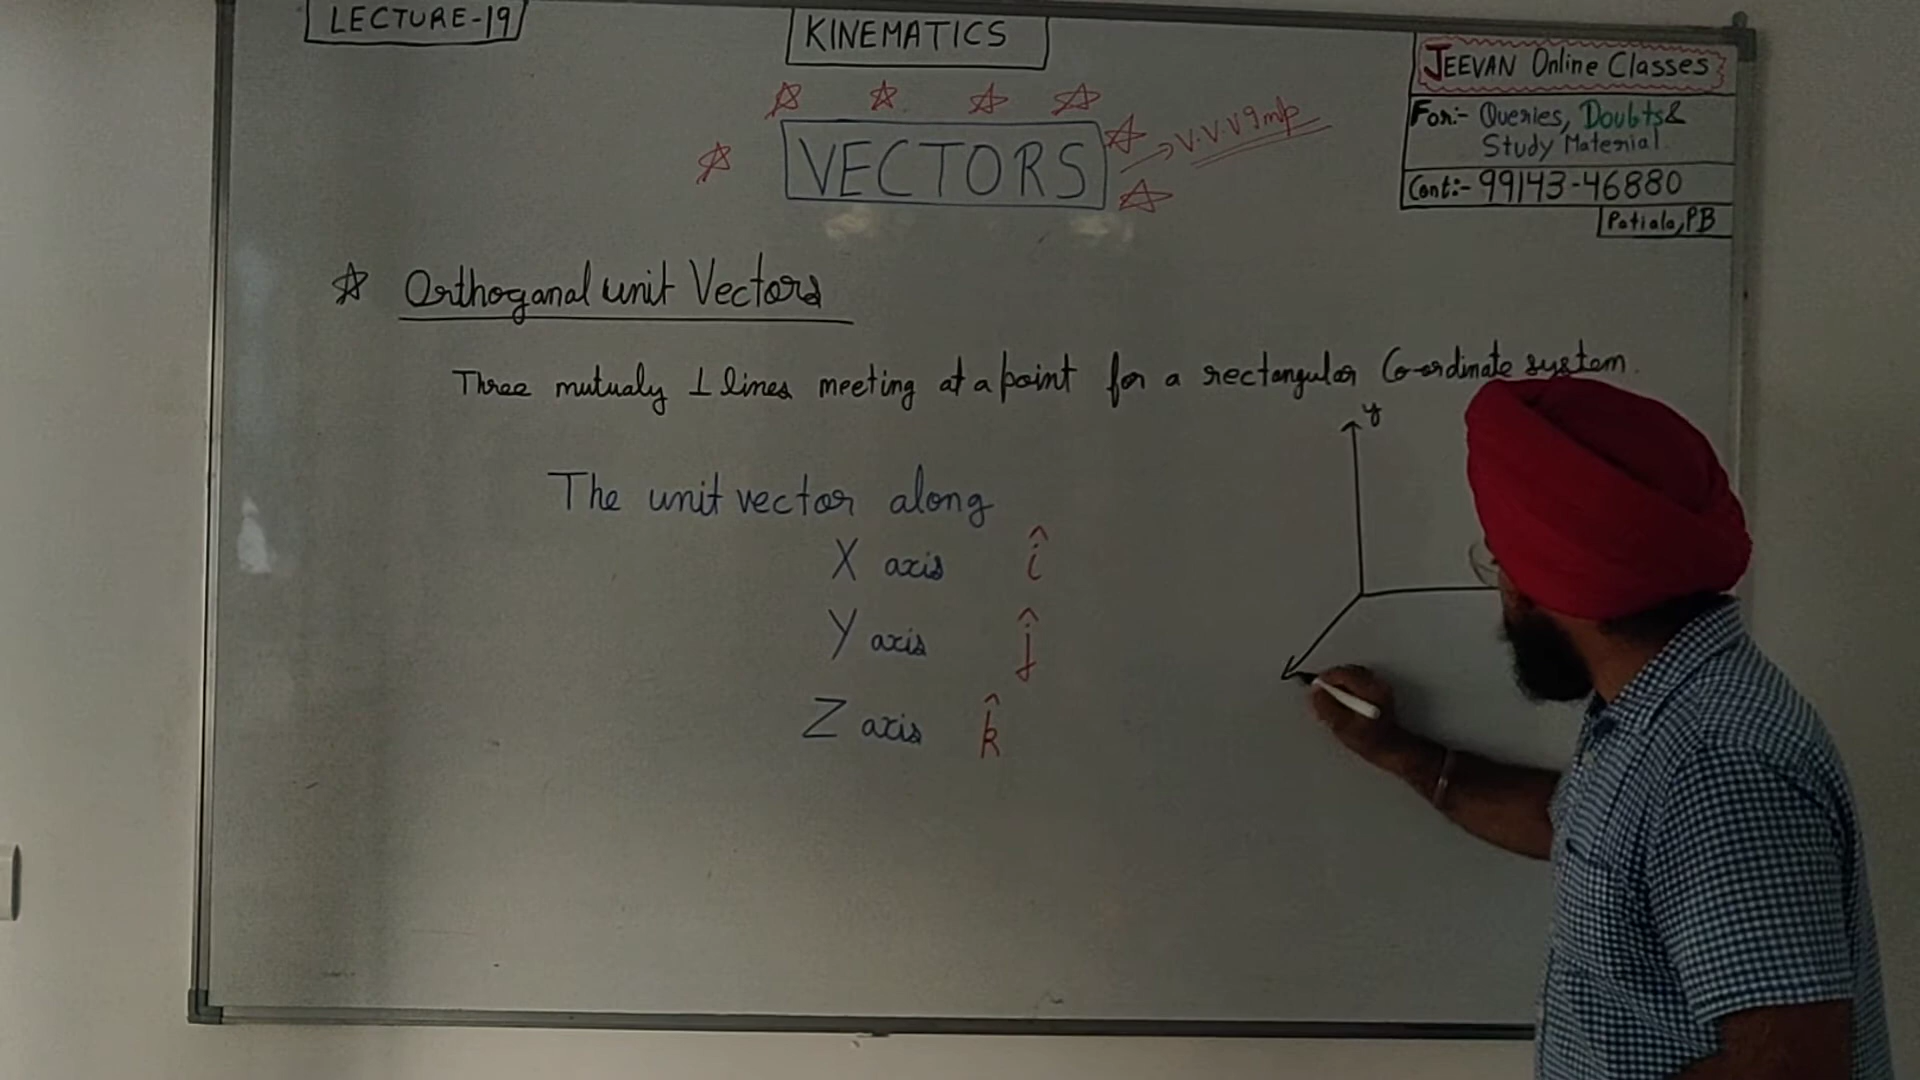 LECTURE-19
KINEMATICS
JEEVAN Online Classes
For:- Queries, Doubts &
Study Material
Cont:- 99143-46880
Patiala, PB
VECTORS
V.V.V Imp
Orthoganal unit Vectors
Three mutualy ⊥ lines meeting at a point for a rectangular Co-ordinate system.
y
The unit vector along
X axis î
Y axis ĵ
Z axis k̂